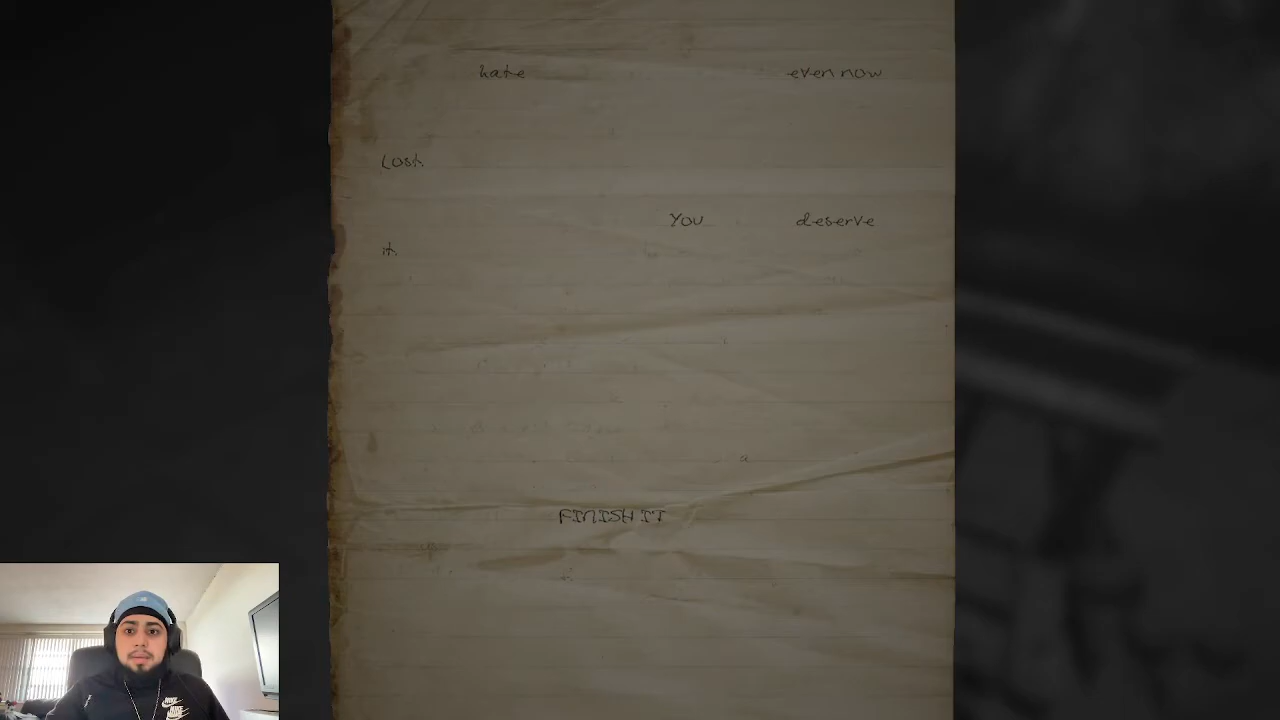 hate even now
Lost.
You deserve
it.
a
FINISH IT